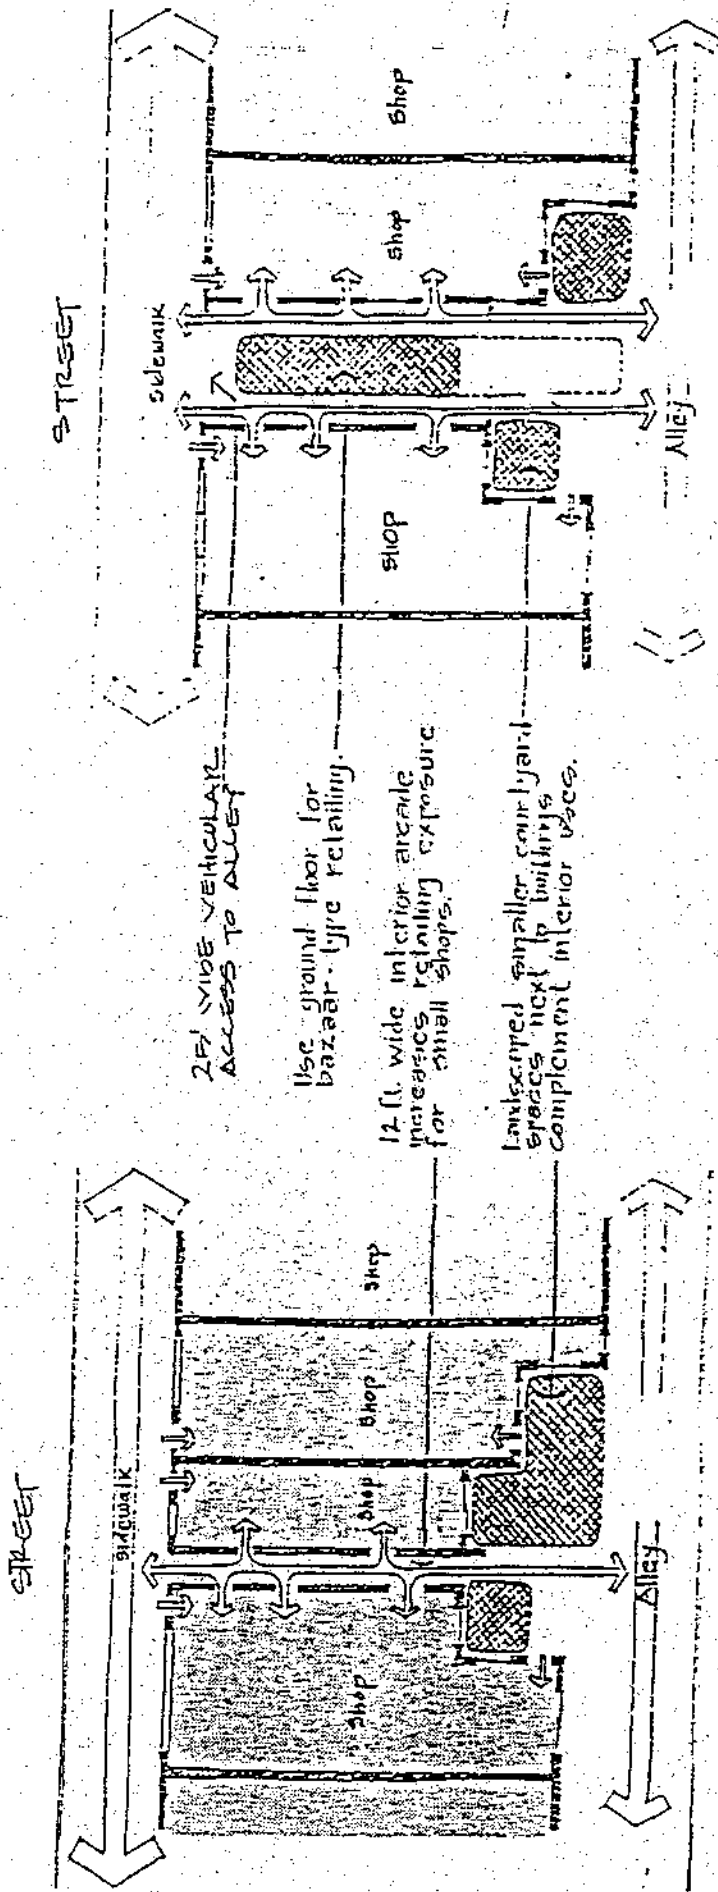 STREET
sidewalk
Shop
Shop
Shop
Shop
Alley
25' WIDE VEHICULAR
ACCESS TO ALLEY
Use ground floor for
bazaar-type retailing.
12 ft. wide interior arcade
increases retailing exposure
for small shops.
Landscaped smaller courtyard
spaces next to buildings
complement interior uses.
STREET
Sidewalk
SHOP
Shop
Shop
Alley